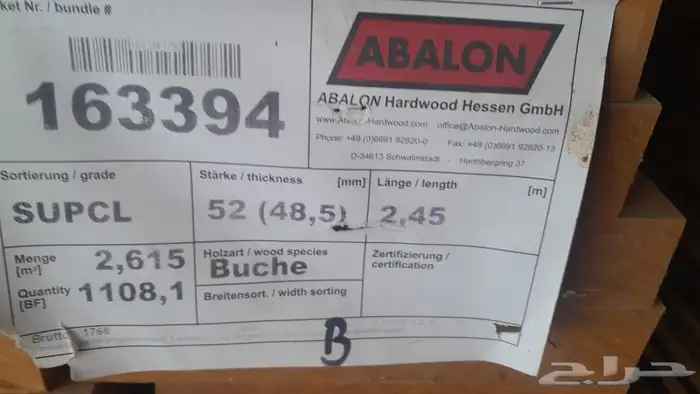 ket Nr. / bundle #
163394
ABALON
ABALON Hardwood Hessen GmbH
-Hardwood.com office@Abalon-Hardwood.com
Phone: +49 (0)6691 92820-0 Fax: +49 (0)6691 92820-13
D-34613 Schwalmstadt - Harthbergring 37
Sortierung / grade
SUPCL
Stärke / thickness [mm]
52 (48,5)
Länge / length [m]
2,45
Menge [m³] 2,615
Quantity [BF] 1108,1
Holzart / wood species
Buche
Breitensort. / width sorting
Zertifizierung / certification
Brutto 1768
B
حراج